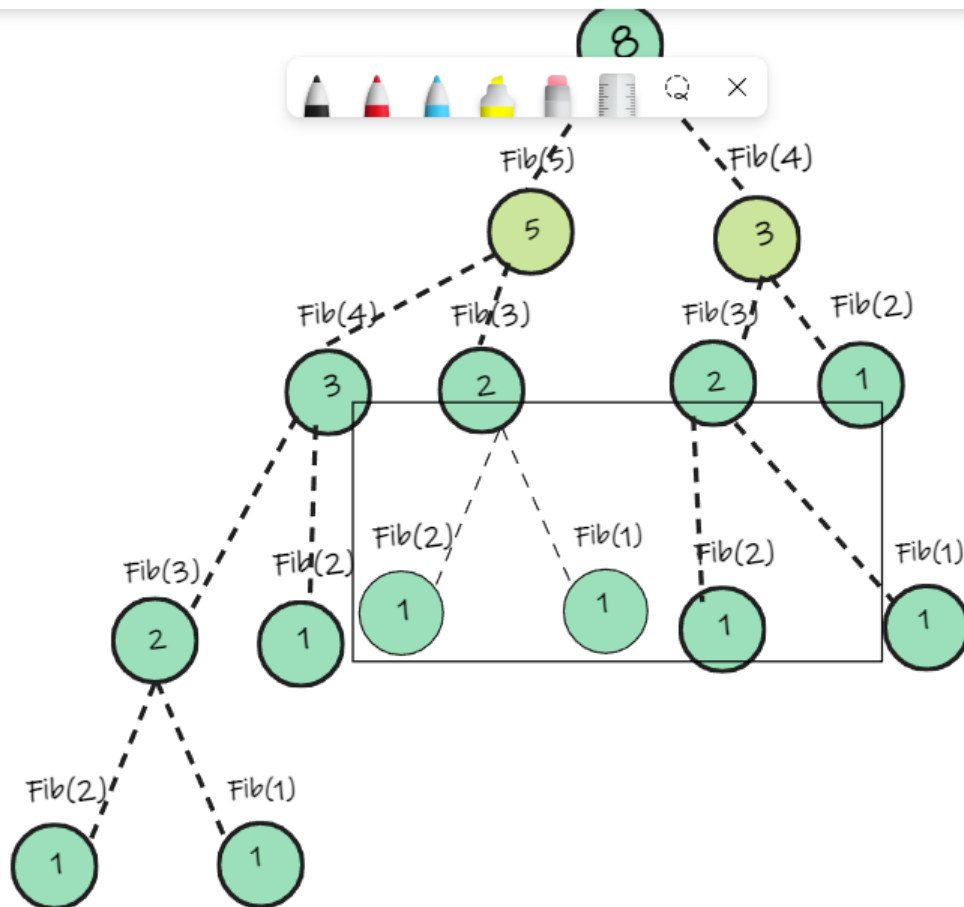 8
Fib(5) Fib(4)
5 3
Fib(4) Fib(3) Fib(3) Fib(2)
3 2 2 1
Fib(2) Fib(1) Fib(2) Fib(1)
Fib(3) Fib(2)
1 1 1 1
2 1
Fib(2) Fib(1)
1 1